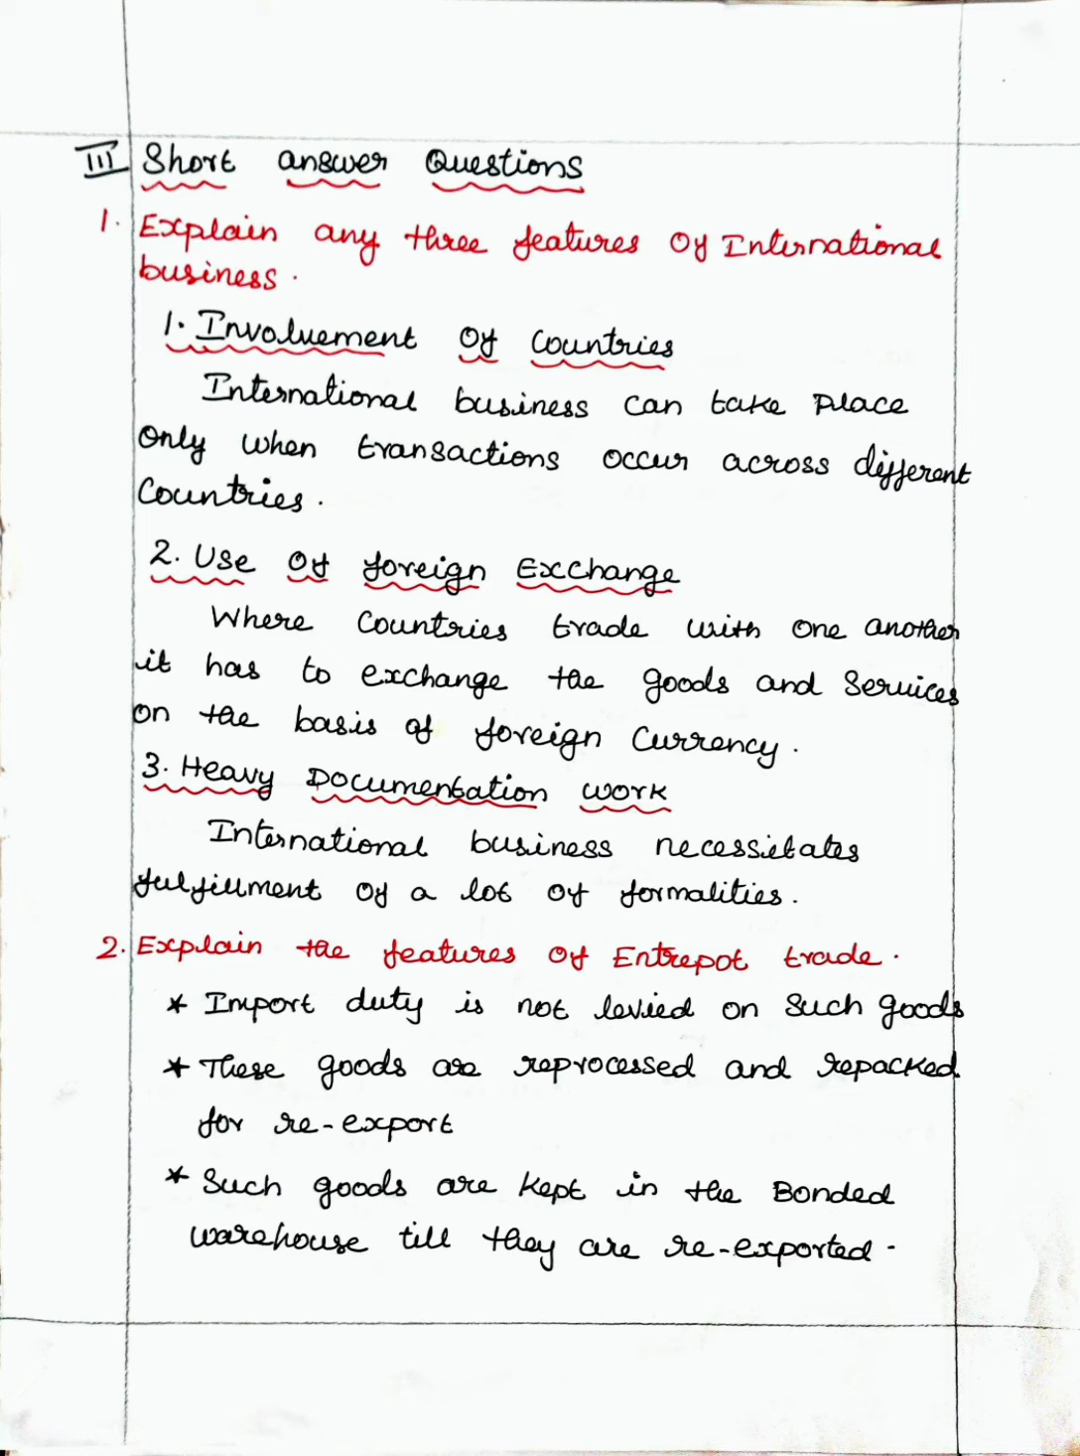 III Short answer Questions
1. Explain any three features of International
business.
1. Involvement of countries
International business can take place
Only when transactions occur across different
Countries.
2. Use of foreign Exchange
Where countries trade with one another
it has to exchange the goods and Services
on the basis of foreign Currency.
3. Heavy Documentation work
International business necessitates
fulfillment of a lot of formalities.
2. Explain the features of Entrepot trade.
* Import duty is not levied on Such goods
* These goods are reprocessed and repacked
for re-export
* Such goods are kept in the Bonded
warehouse till they are re-exported.